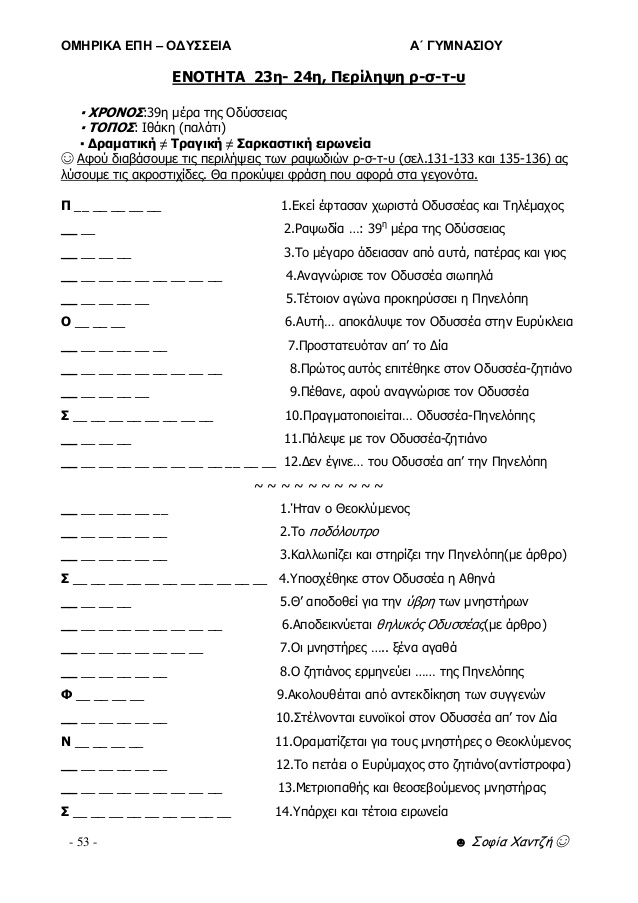 ΟΜΗΡΙΚΑ ΕΠΗ – ΟΔΥΣΣΕΙΑ Α΄ ΓΥΜΝΑΣΙΟΥ
ΕΝΟΤΗΤΑ 23η- 24η, Περίληψη ρ-σ-τ-υ
▪ ΧΡΟΝΟΣ:39η μέρα της Οδύσσειας
▪ ΤΟΠΟΣ: Ιθάκη (παλάτι)
▪ Δραματική ≠ Τραγική ≠ Σαρκαστική ειρωνεία
☺ Αφού διαβάσουμε τις περιλήψεις των ραψωδιών ρ-σ-τ-υ (σελ.131-133 και 135-136) ας
λύσουμε τις ακροστιχίδες. Θα προκύψει φράση που αφορά στα γεγονότα.
Π __ __ __ __ __ 1.Εκεί έφτασαν χωριστά Οδυσσέας και Τηλέμαχος
__ __ 2.Ραψωδία …: 39η μέρα της Οδύσσειας
__ __ __ __ 3.Το μέγαρο άδειασαν από αυτά, πατέρας και γιος
__ __ __ __ __ __ __ __ __ 4.Αναγνώρισε τον Οδυσσέα σιωπηλά
__ __ __ __ __ 5.Τέτοιον αγώνα προκηρύσσει η Πηνελόπη
Ο __ __ __ 6.Αυτή… αποκάλυψε τον Οδυσσέα στην Ευρύκλεια
__ __ __ __ __ __ 7.Προστατευόταν απ’ το Δία
__ __ __ __ __ __ __ __ __ 8.Πρώτος αυτός επιτέθηκε στον Οδυσσέα-ζητιάνο
__ __ __ __ __ 9.Πέθανε, αφού αναγνώρισε τον Οδυσσέα
Σ __ __ __ __ __ __ __ __ 10.Πραγματοποιείται… Οδυσσέα-Πηνελόπης
__ __ __ __ 11.Πάλεψε με τον Οδυσσέα-ζητιάνο
__ __ __ __ __ __ __ __ __ __ __ __ 12.Δεν έγινε… του Οδυσσέα απ’ την Πηνελόπη
~ ~ ~ ~ ~ ~ ~ ~ ~ ~
__ __ __ __ __ __ 1.Ήταν ο Θεοκλύμενος
__ __ __ __ __ __ 2.Το ποδόλουτρο
__ __ __ __ __ __ 3.Καλλωπίζει και στηρίζει την Πηνελόπη(με άρθρο)
Σ __ __ __ __ __ __ __ __ __ __ __ 4.Υποσχέθηκε στον Οδυσσέα η Αθηνά
__ __ __ __ 5.Θ’ αποδοθεί για την ύβρη των μνηστήρων
__ __ __ __ __ __ __ __ __ 6.Αποδεικνύεται θηλυκός Οδυσσέας(με άρθρο)
__ __ __ __ __ __ __ __ 7.Οι μνηστήρες ….. ξένα αγαθά
__ __ __ __ __ __ 8.Ο ζητιάνος ερμηνεύει …… της Πηνελόπης
Φ __ __ __ __ 9.Ακολουθείται από αντεκδίκηση των συγγενών
__ __ __ __ __ __ 10.Στέλνονται ευνοϊκοί στον Οδυσσέα απ’ τον Δία
Ν __ __ __ __ 11.Οραματίζεται για τους μνηστήρες ο Θεοκλύμενος
__ __ __ __ __ __ 12.Το πετάει ο Ευρύμαχος στο ζητιάνο(αντίστροφα)
__ __ __ __ __ __ __ __ __ 13.Μετριοπαθής και θεοσεβούμενος μνηστήρας
Σ __ __ __ __ __ __ __ __ __ 14.Υπάρχει και τέτοια ειρωνεία
- 53 - ☻ Σοφία Χαντζή ☺